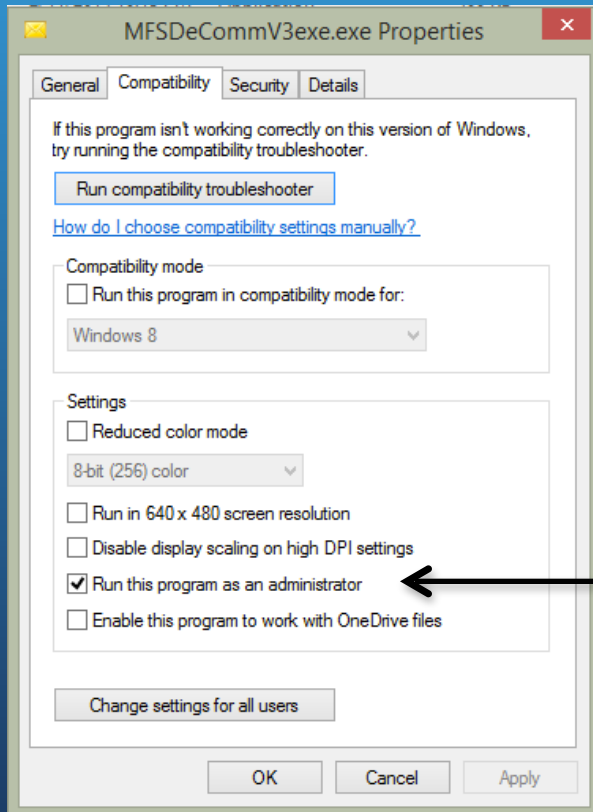 MFSDeCommV3exe.exe Properties
General Compatibility Security Details
If this program isn't working correctly on this version of Windows,
try running the compatibility troubleshooter.
Run compatibility troubleshooter
How do I choose compatibility settings manually?
Compatibility mode
Run this program in compatibility mode for:
Windows 8
Settings
Reduced color mode
8-bit (256) color
Run in 640 x 480 screen resolution
Disable display scaling on high DPI settings
Run this program as an administrator
Enable this program to work with OneDrive files
Change settings for all users
OK Cancel Apply